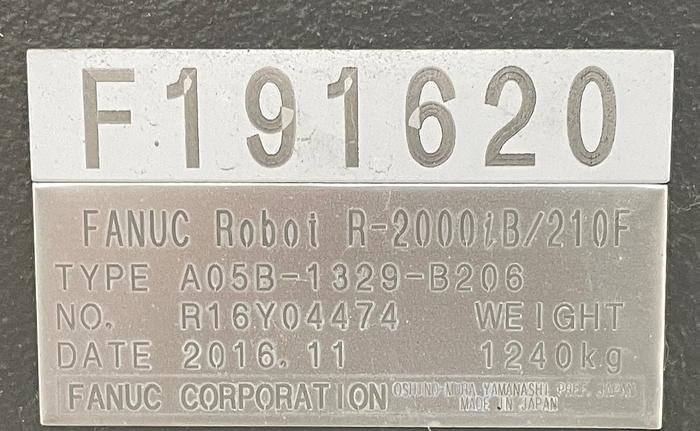 F191620
FANUC Robot R-2000iB/210F
TYPE A05B-1329-B206
NO. R16Y04474 WEIGHT
DATE 2016.11 1240kg
FANUC CORPORATION OSHINO-MURA, YAMANASHI PREF. JAPAN
MADE IN JAPAN